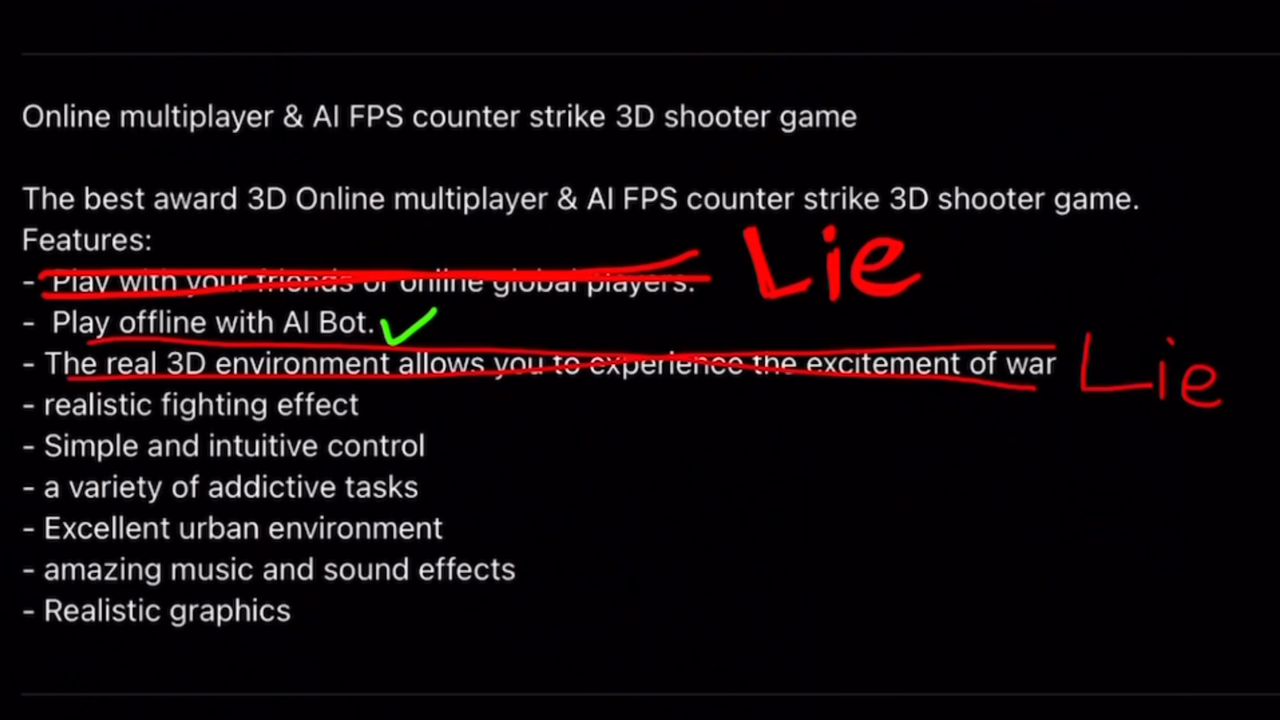 Online multiplayer & AI FPS counter strike 3D shooter game
The best award 3D Online multiplayer & AI FPS counter strike 3D shooter game.
Features:
- Play with your friends or online global players. Lie
- Play offline with AI Bot.
- The real 3D environment allows you to experience the excitement of war Lie
- realistic fighting effect
- Simple and intuitive control
- a variety of addictive tasks
- Excellent urban environment
- amazing music and sound effects
- Realistic graphics